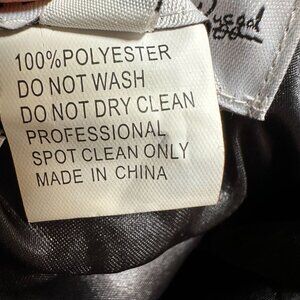 100%POLYESTER
DO NOT WASH
DO NOT DRY CLEAN
PROFESSIONAL
SPOT CLEAN ONLY
MADE IN CHINA